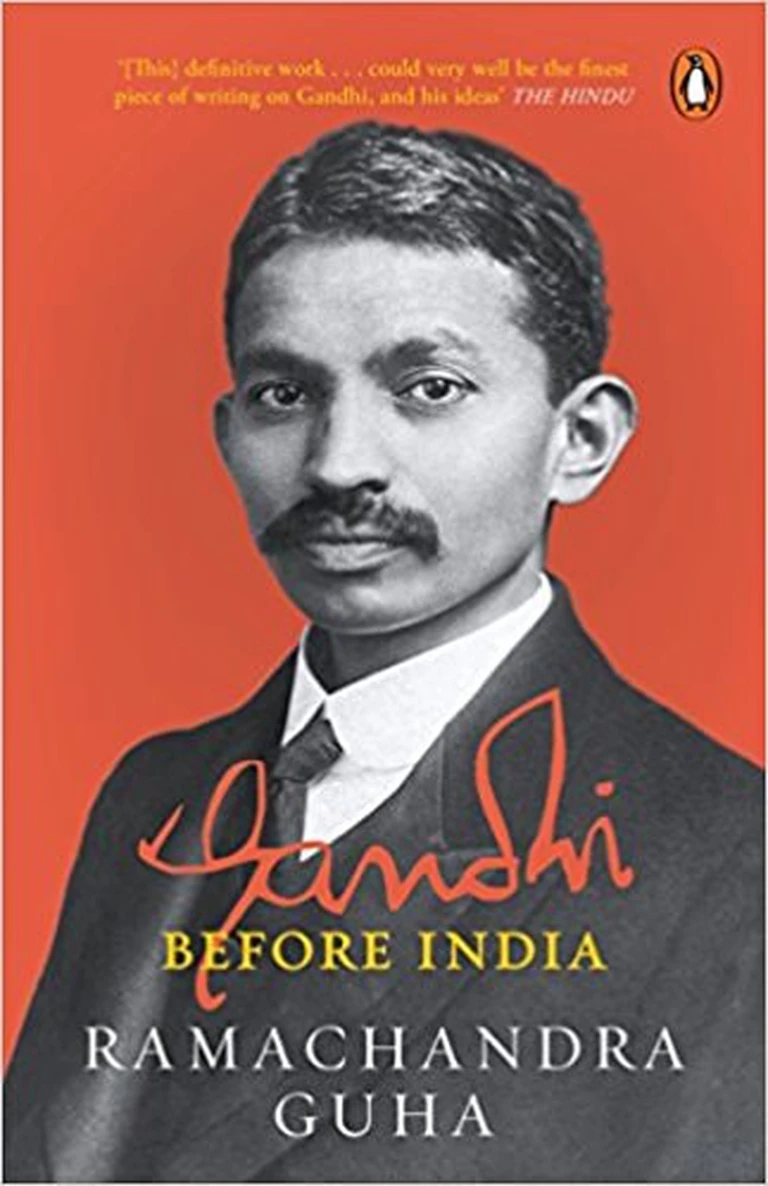 '[This] definitive work . . . could very well be the finest
piece of writing on Gandhi, and his ideas' THE HINDU
Gandhi
BEFORE INDIA
RAMACHANDRA
GUHA